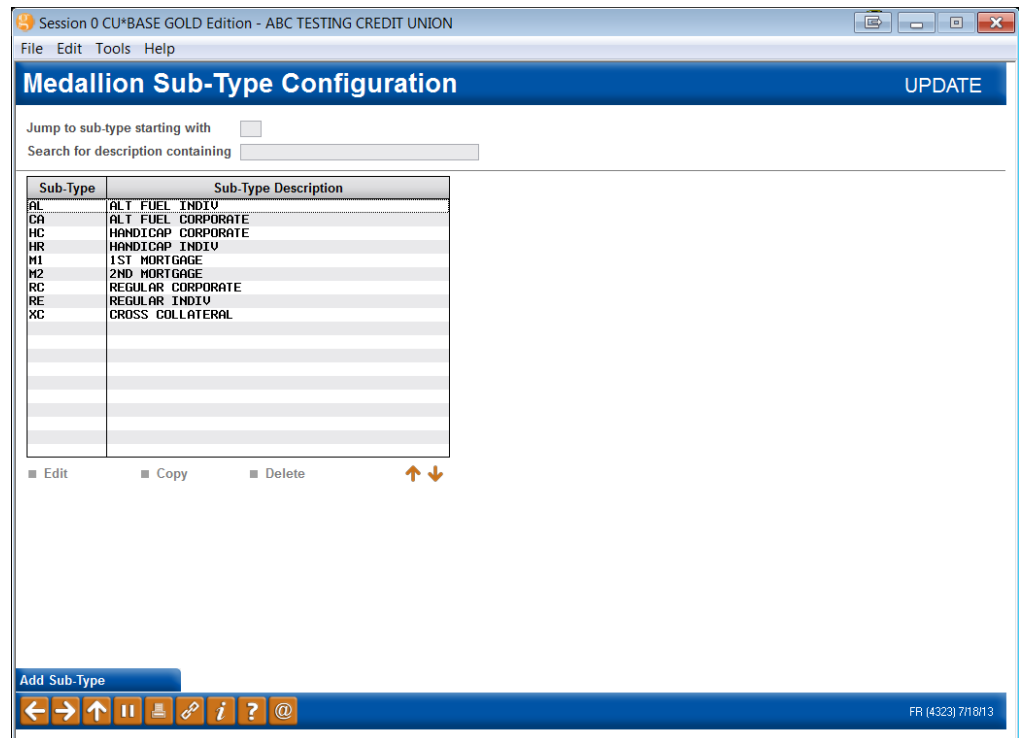 Session 0 CU*BASE GOLD Edition - ABC TESTING CREDIT UNION
File Edit Tools Help
Medallion Sub-Type Configuration UPDATE
Jump to sub-type starting with
Search for description containing
Sub-Type Sub-Type Description
AL ALT FUEL INDIV
CA ALT FUEL CORPORATE
HC HANDICAP CORPORATE
HR HANDICAP INDIV
M1 1ST MORTGAGE
M2 2ND MORTGAGE
RC REGULAR CORPORATE
RE REGULAR INDIV
XC CROSS COLLATERAL
Edit Copy Delete
Add Sub-Type
i ? @ FR (4323) 7/18/13